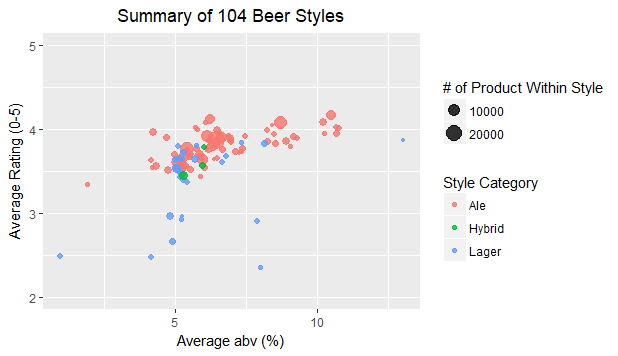 Summary of 104 Beer Styles
5
4
3
2
Average Rating (0-5)
5
10
Average abv (%)
# of Product Within Style
10000
20000
Style Category
Ale
Hybrid
Lager